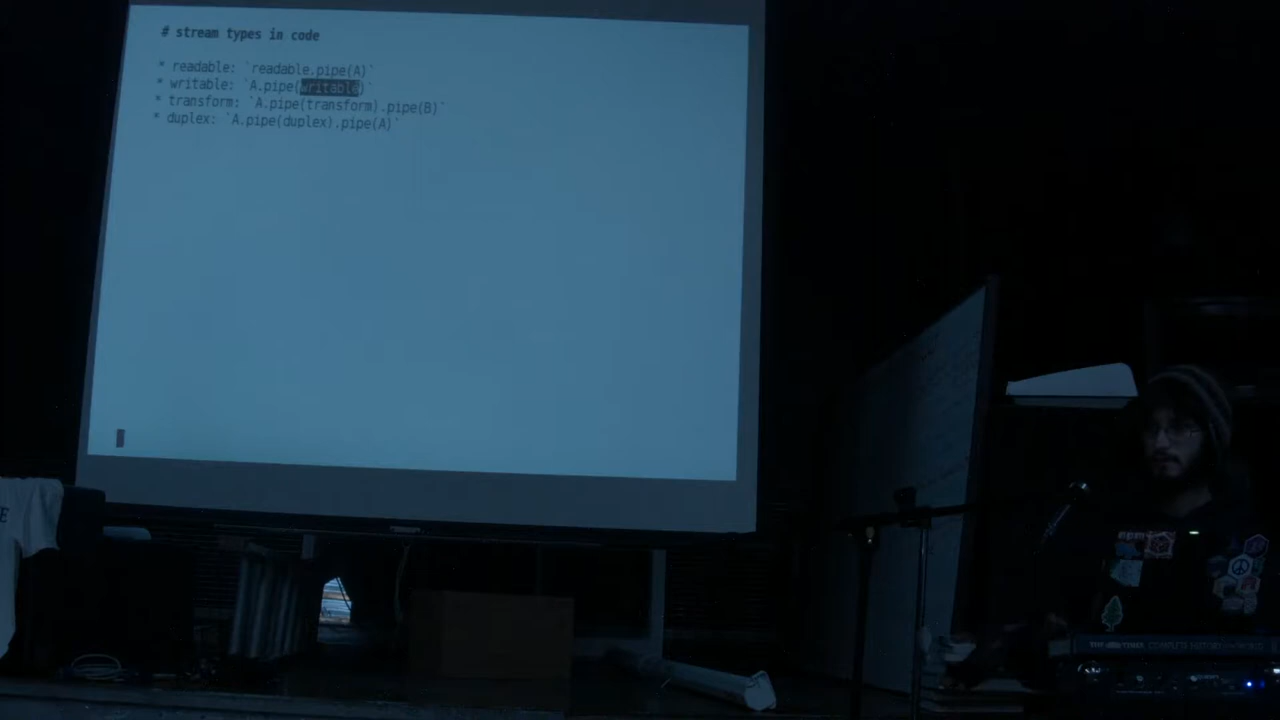 # stream types in code
* readable: `readable.pipe(A)`
* writable: `A.pipe(writable)`
* transform: `A.pipe(transform).pipe(B)`
* duplex: `A.pipe(duplex).pipe(A)`
E